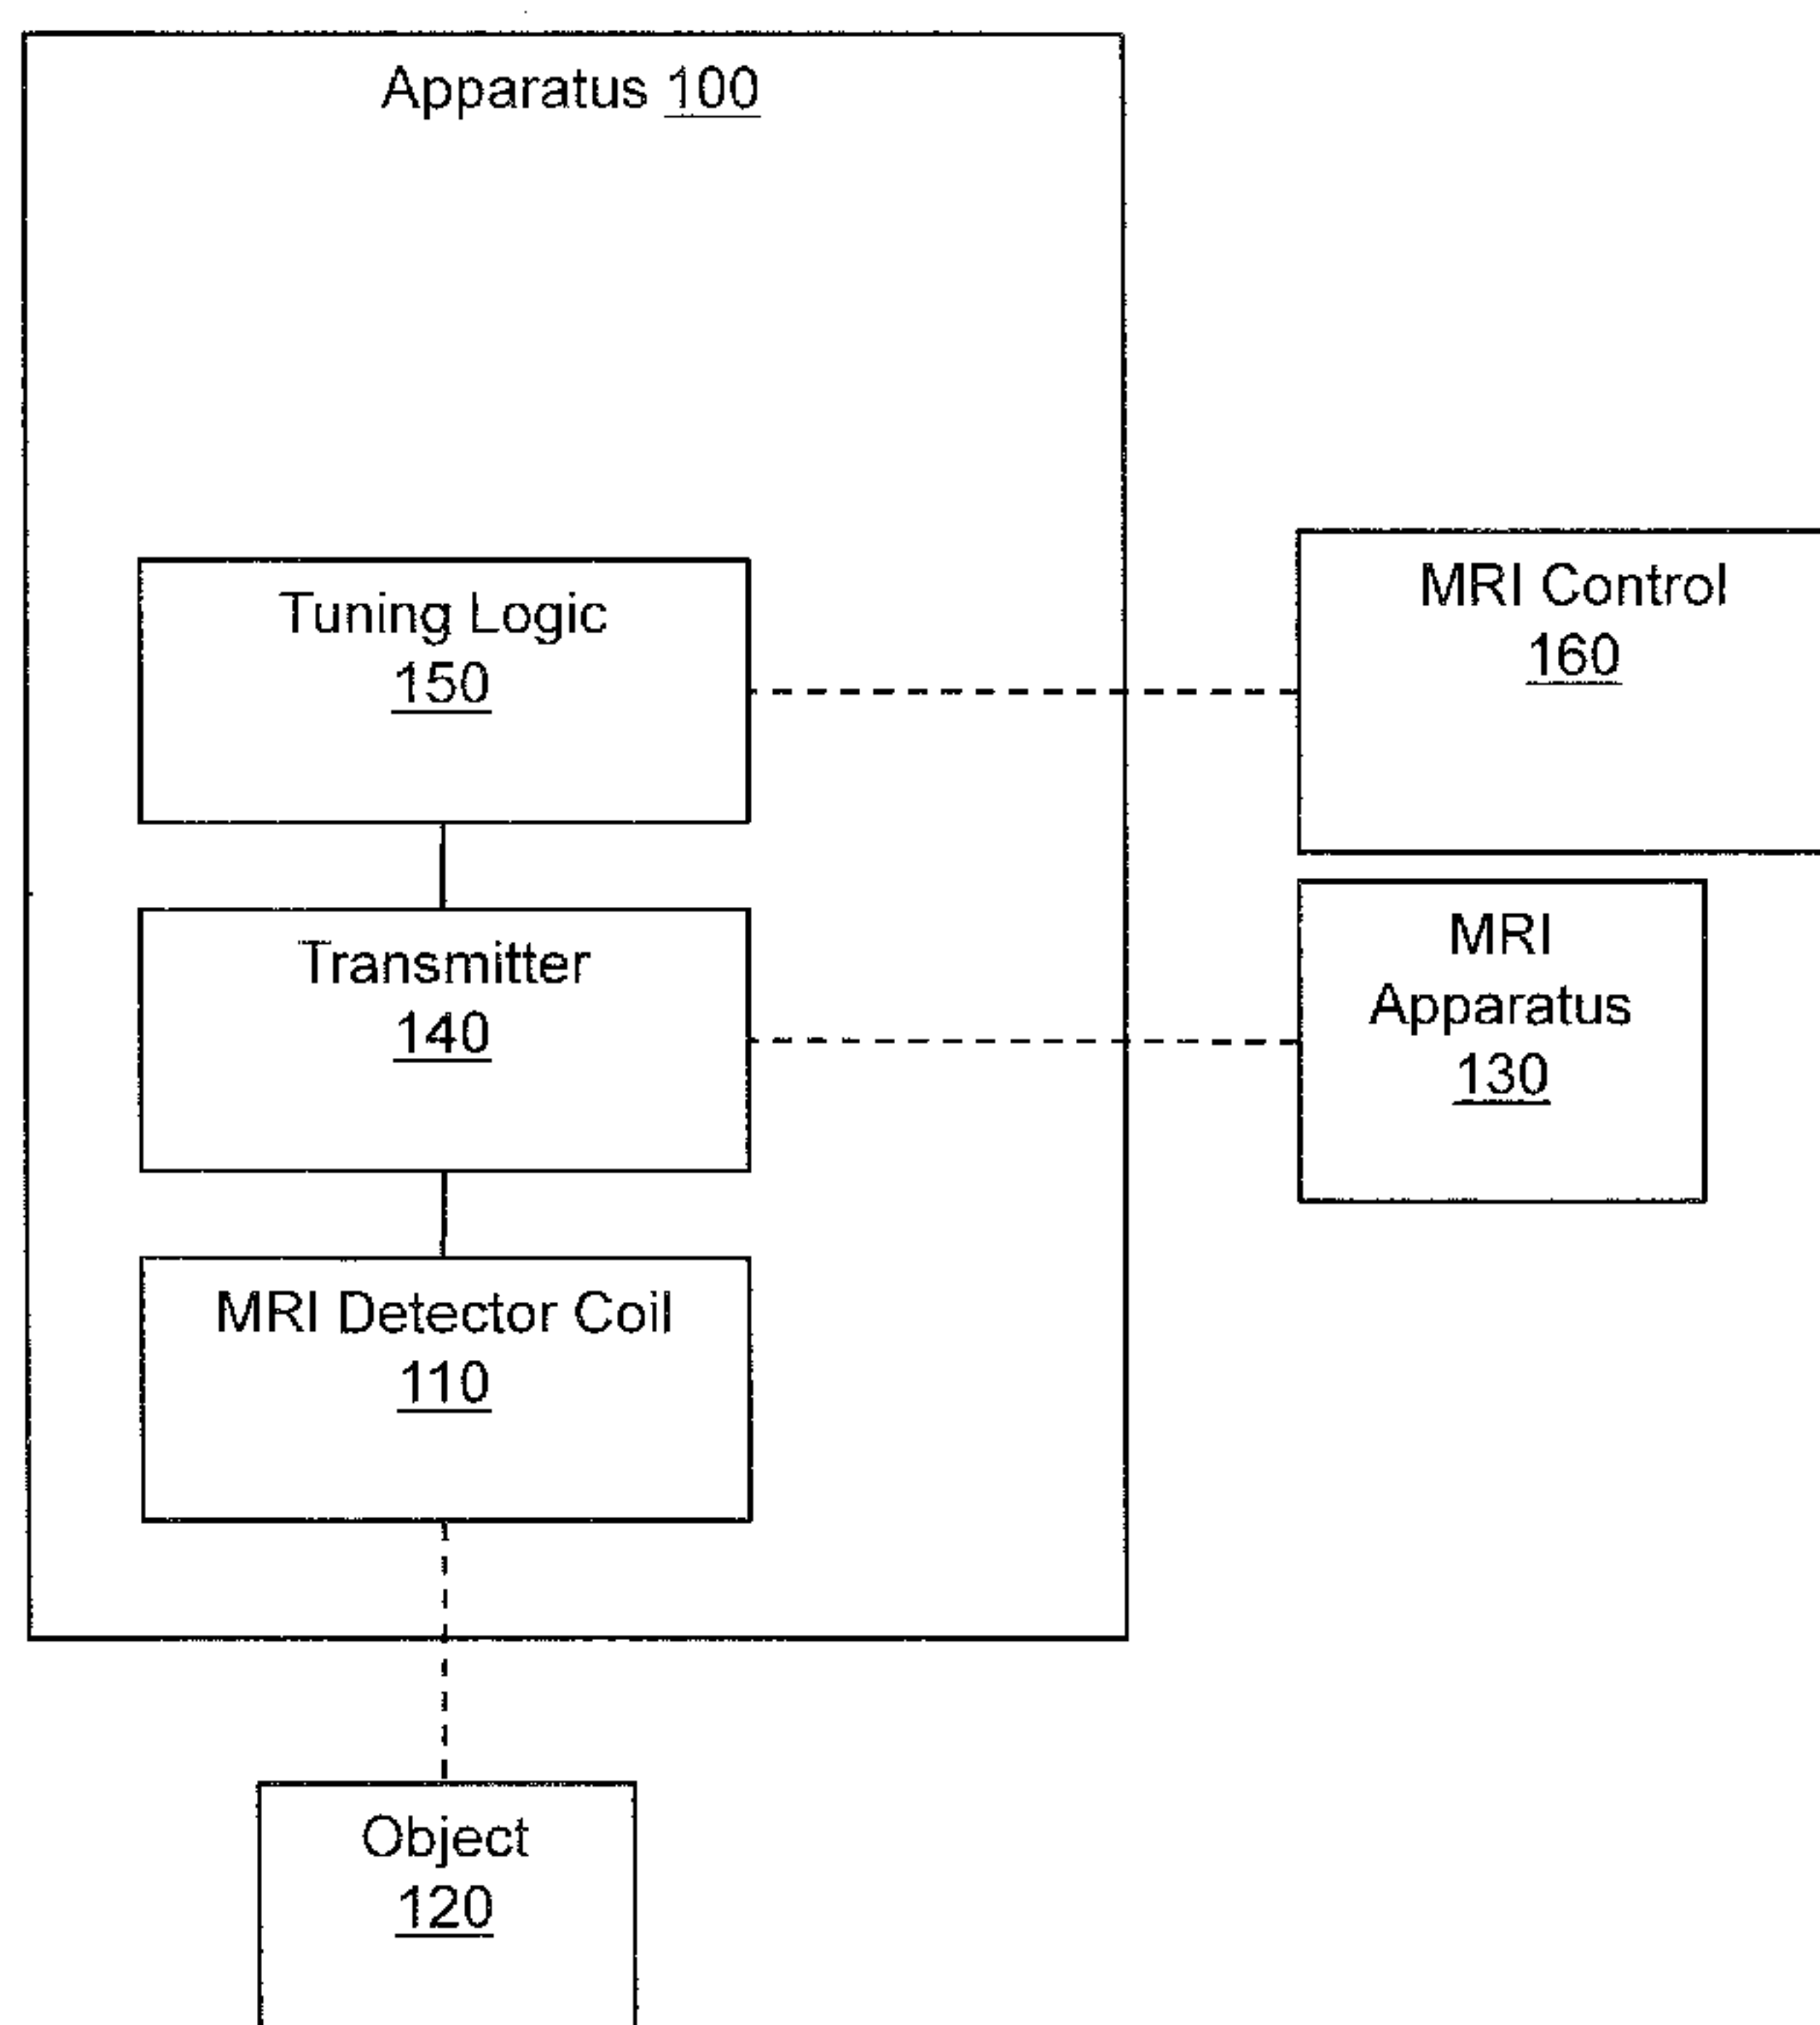 Apparatus 100
Tuning Logic
150
MRI Control
160
Transmitter
140
MRI
Apparatus
130
MRI Detector Coil
110
Object
120